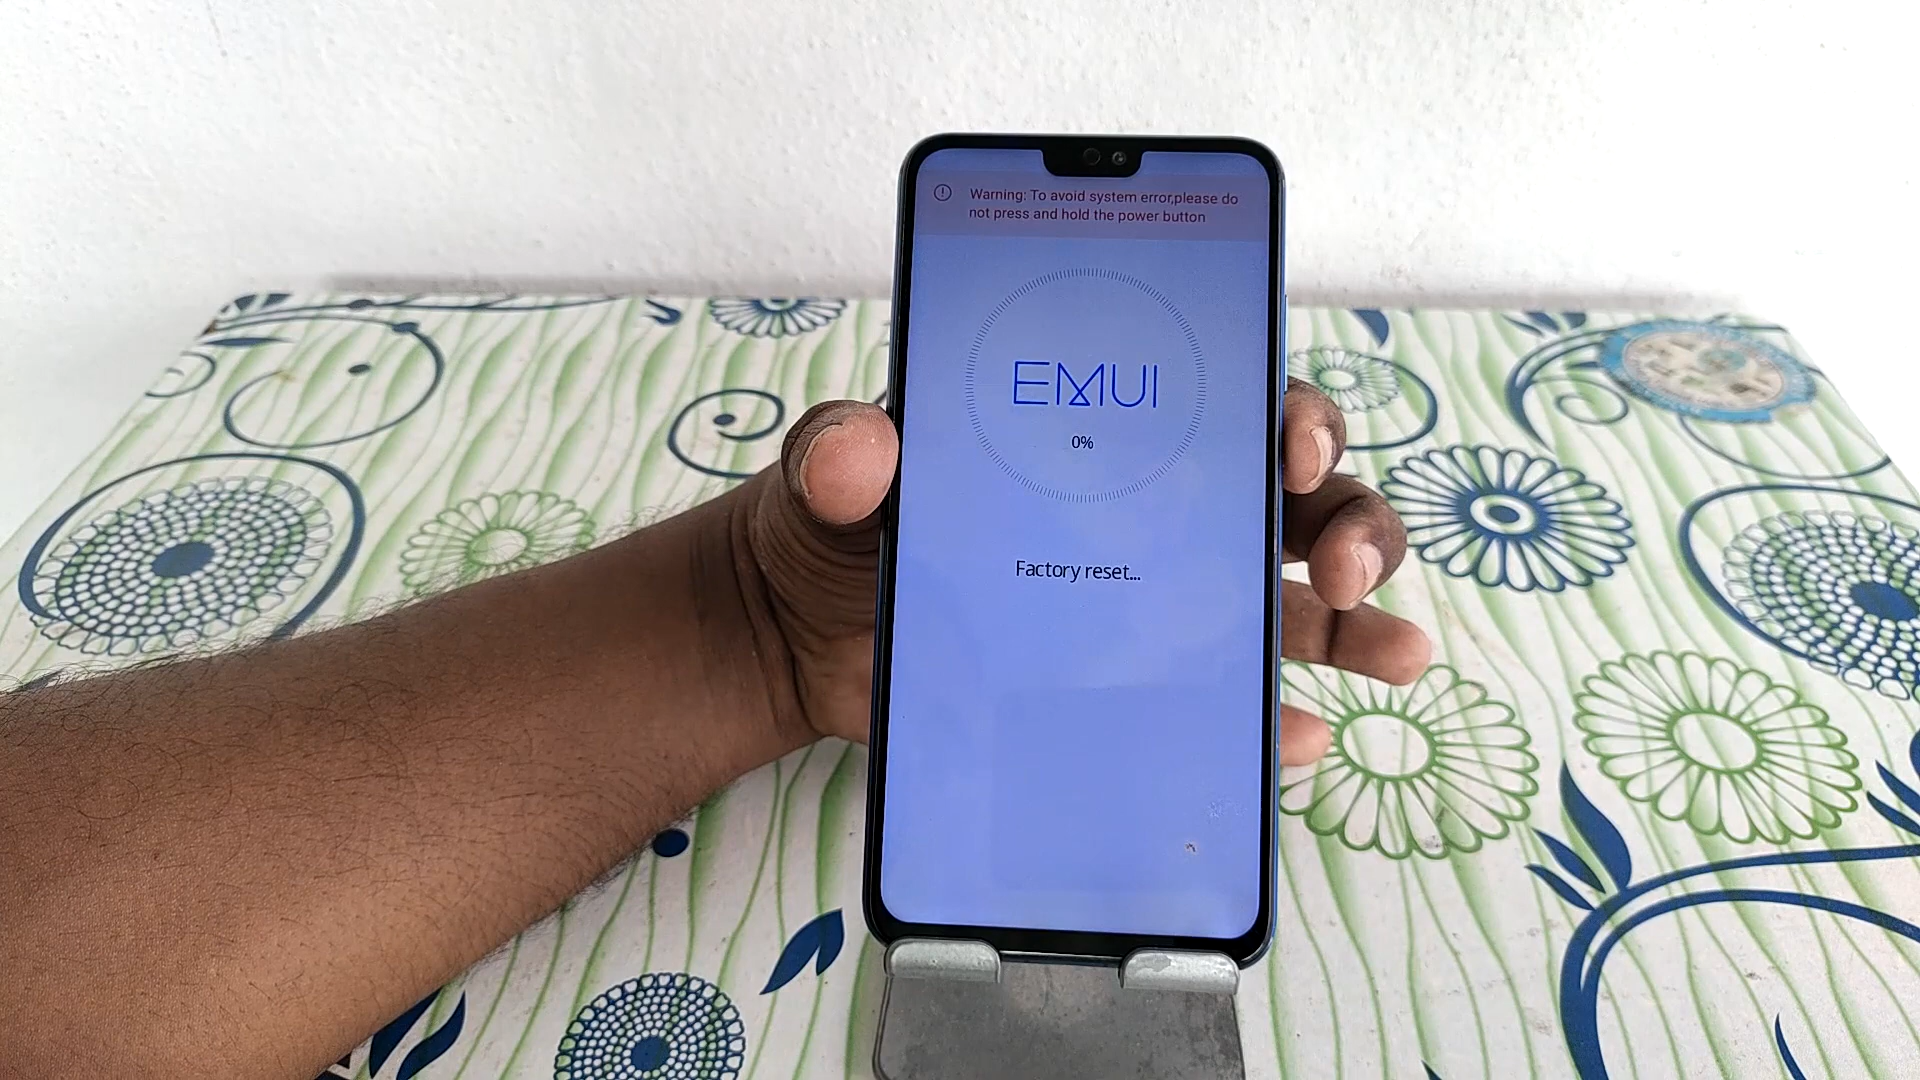 Warning: To avoid system error,please do
not press and hold the power button
EMUI
0%
Factory reset...